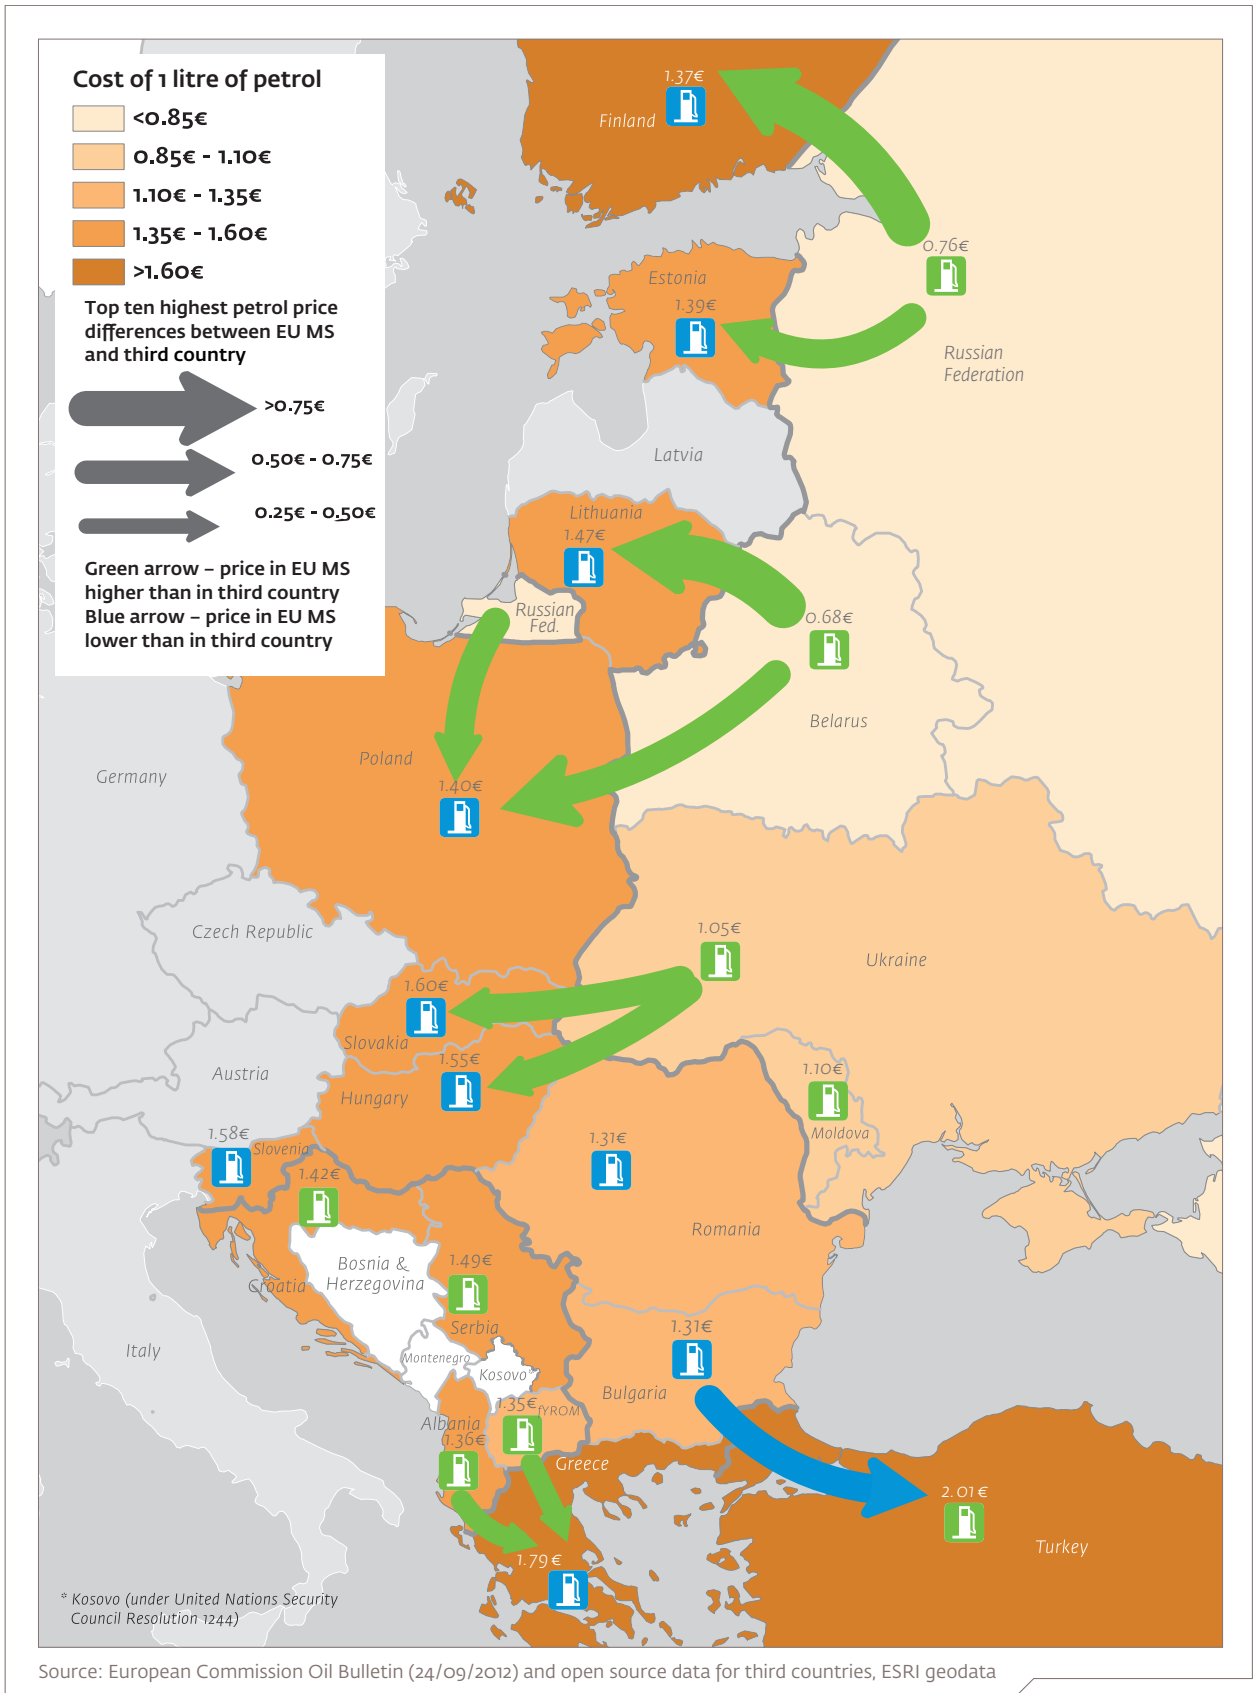 Cost of 1 litre of petrol
<0.85€
0.85€ - 1.10€
1.10€ - 1.35€
1.35€ - 1.60€
>1.60€
Top ten highest petrol price
differences between EU MS
and third country
>0.75€
0.50€ - 0.75€
0.25€ - 0.50€
Green arrow – price in EU MS
higher than in third country
Blue arrow – price in EU MS
lower than in third country
1.37€
Finland
0.76€
Russian
Federation
Estonia
1.39€
Latvia
Lithuania
1.47€
Russian
Fed.
0.68€
Belarus
Germany
Poland
1.40€
Czech Republic
1.05€
Ukraine
1.60€
Slovakia
Austria
1.55€
Hungary
1.10€
Moldova
1.58€
Slovenia
1.31€
Romania
1.42€
Croatia
Bosnia &
Herzegovina
1.49€
Serbia
Italy
Montenegro
Kosovo*
1.31€
Bulgaria
1.35€
fYROM
Albania
1.36€
Greece
1.79€
2.01€
Turkey
* Kosovo (under United Nations Security
Council Resolution 1244)
Source: European Commission Oil Bulletin (24/09/2012) and open source data for third countries, ESRI geodata